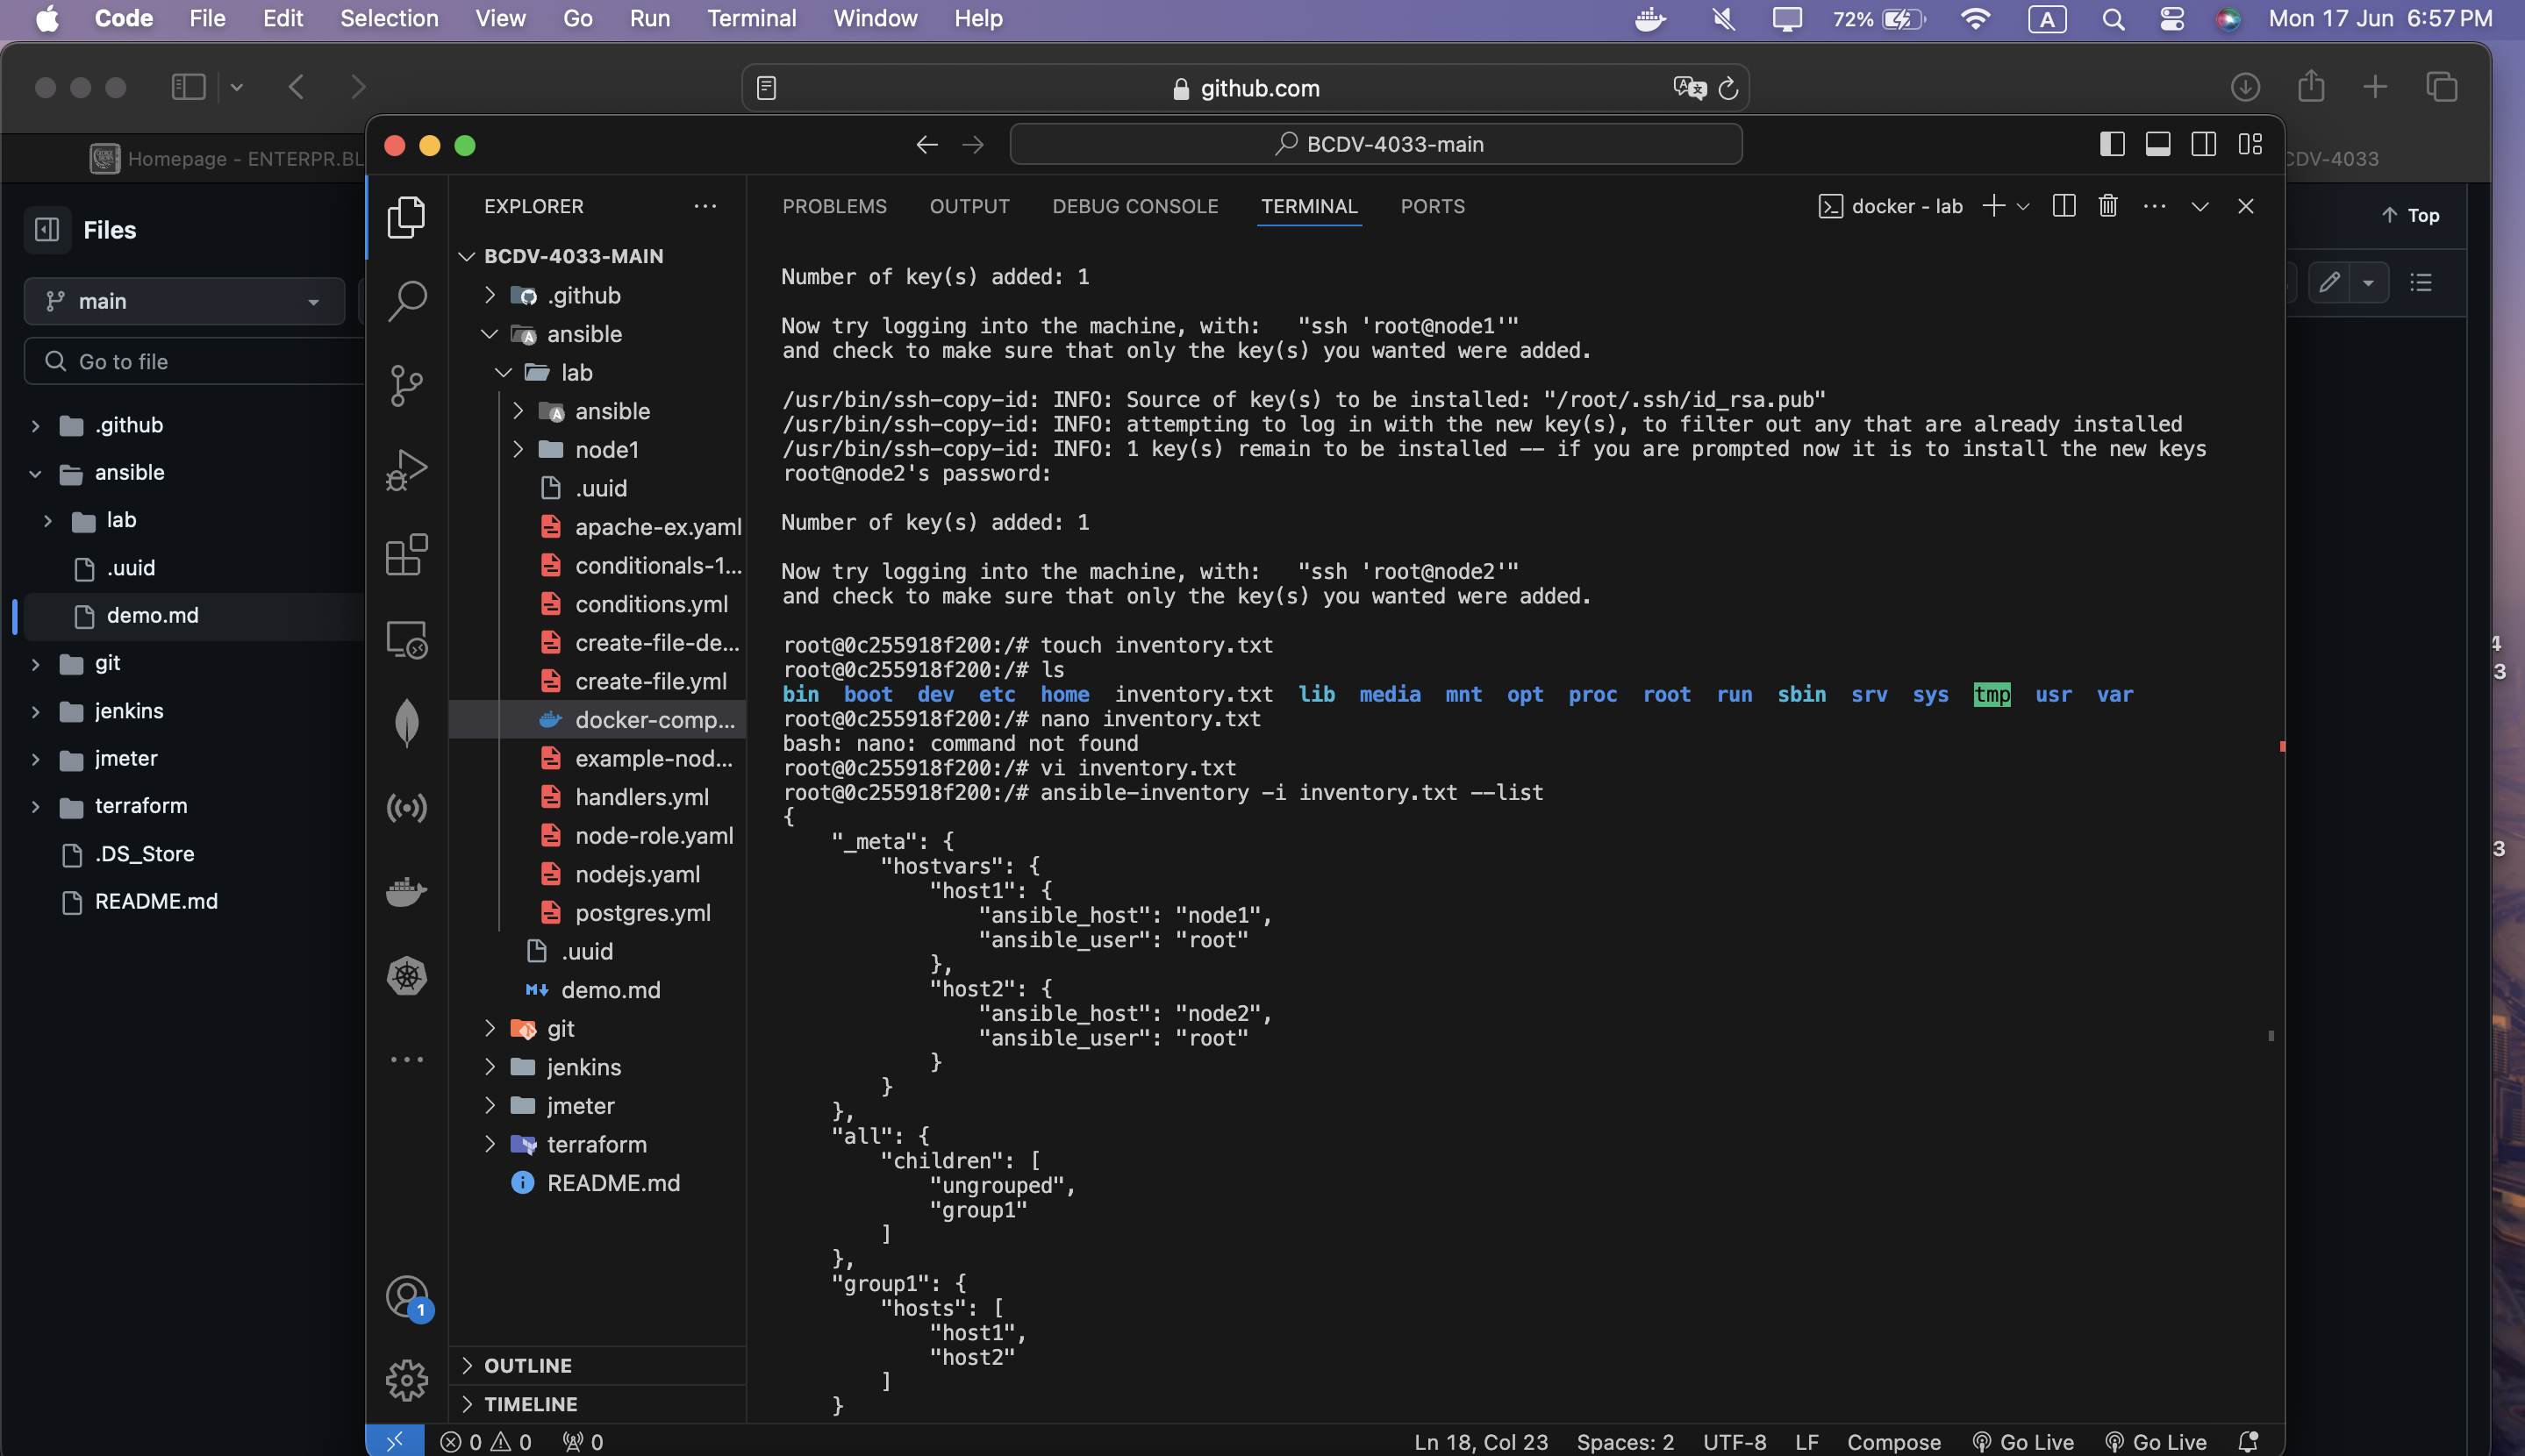 Code File Edit Selection View Go Run Terminal Window Help 72% A Mon 17 Jun 6:57 PM
github.com
Homepage - ENTERPR.BL
CDV-4033
BCDV-4033-main
Files
main
Go to file
.github
ansible
lab
.uuid
demo.md
git
jenkins
jmeter
terraform
.DS_Store
README.md
Top
EXPLORER
BCDV-4033-MAIN
.github
ansible
lab
ansible
node1
.uuid
apache-ex.yaml
conditionals-1...
conditions.yml
create-file-de...
create-file.yml
docker-comp...
example-nod...
handlers.yml
node-role.yaml
nodejs.yaml
postgres.yml
.uuid
demo.md
git
jenkins
jmeter
terraform
README.md
OUTLINE
TIMELINE
1
PROBLEMS OUTPUT DEBUG CONSOLE TERMINAL PORTS docker - lab
Number of key(s) added: 1
Now try logging into the machine, with:   "ssh 'root@node1'"
and check to make sure that only the key(s) you wanted were added.
/usr/bin/ssh-copy-id: INFO: Source of key(s) to be installed: "/root/.ssh/id_rsa.pub"
/usr/bin/ssh-copy-id: INFO: attempting to log in with the new key(s), to filter out any that are already installed
/usr/bin/ssh-copy-id: INFO: 1 key(s) remain to be installed -- if you are prompted now it is to install the new keys
root@node2's password:
Number of key(s) added: 1
Now try logging into the machine, with:   "ssh 'root@node2'"
and check to make sure that only the key(s) you wanted were added.
root@0c255918f200:/# touch inventory.txt
root@0c255918f200:/# ls
bin  boot  dev  etc  home  inventory.txt  lib  media  mnt  opt  proc  root  run  sbin  srv  sys  tmp  usr  var
root@0c255918f200:/# nano inventory.txt
bash: nano: command not found
root@0c255918f200:/# vi inventory.txt
root@0c255918f200:/# ansible-inventory -i inventory.txt --list
{
    "_meta": {
        "hostvars": {
            "host1": {
                "ansible_host": "node1",
                "ansible_user": "root"
            },
            "host2": {
                "ansible_host": "node2",
                "ansible_user": "root"
            }
        }
    },
    "all": {
        "children": [
            "ungrouped",
            "group1"
        ]
    },
    "group1": {
        "hosts": [
            "host1",
            "host2"
        ]
    }
4
3
3
0 0 0 Ln 18, Col 23 Spaces: 2 UTF-8 LF Compose Go Live Go Live